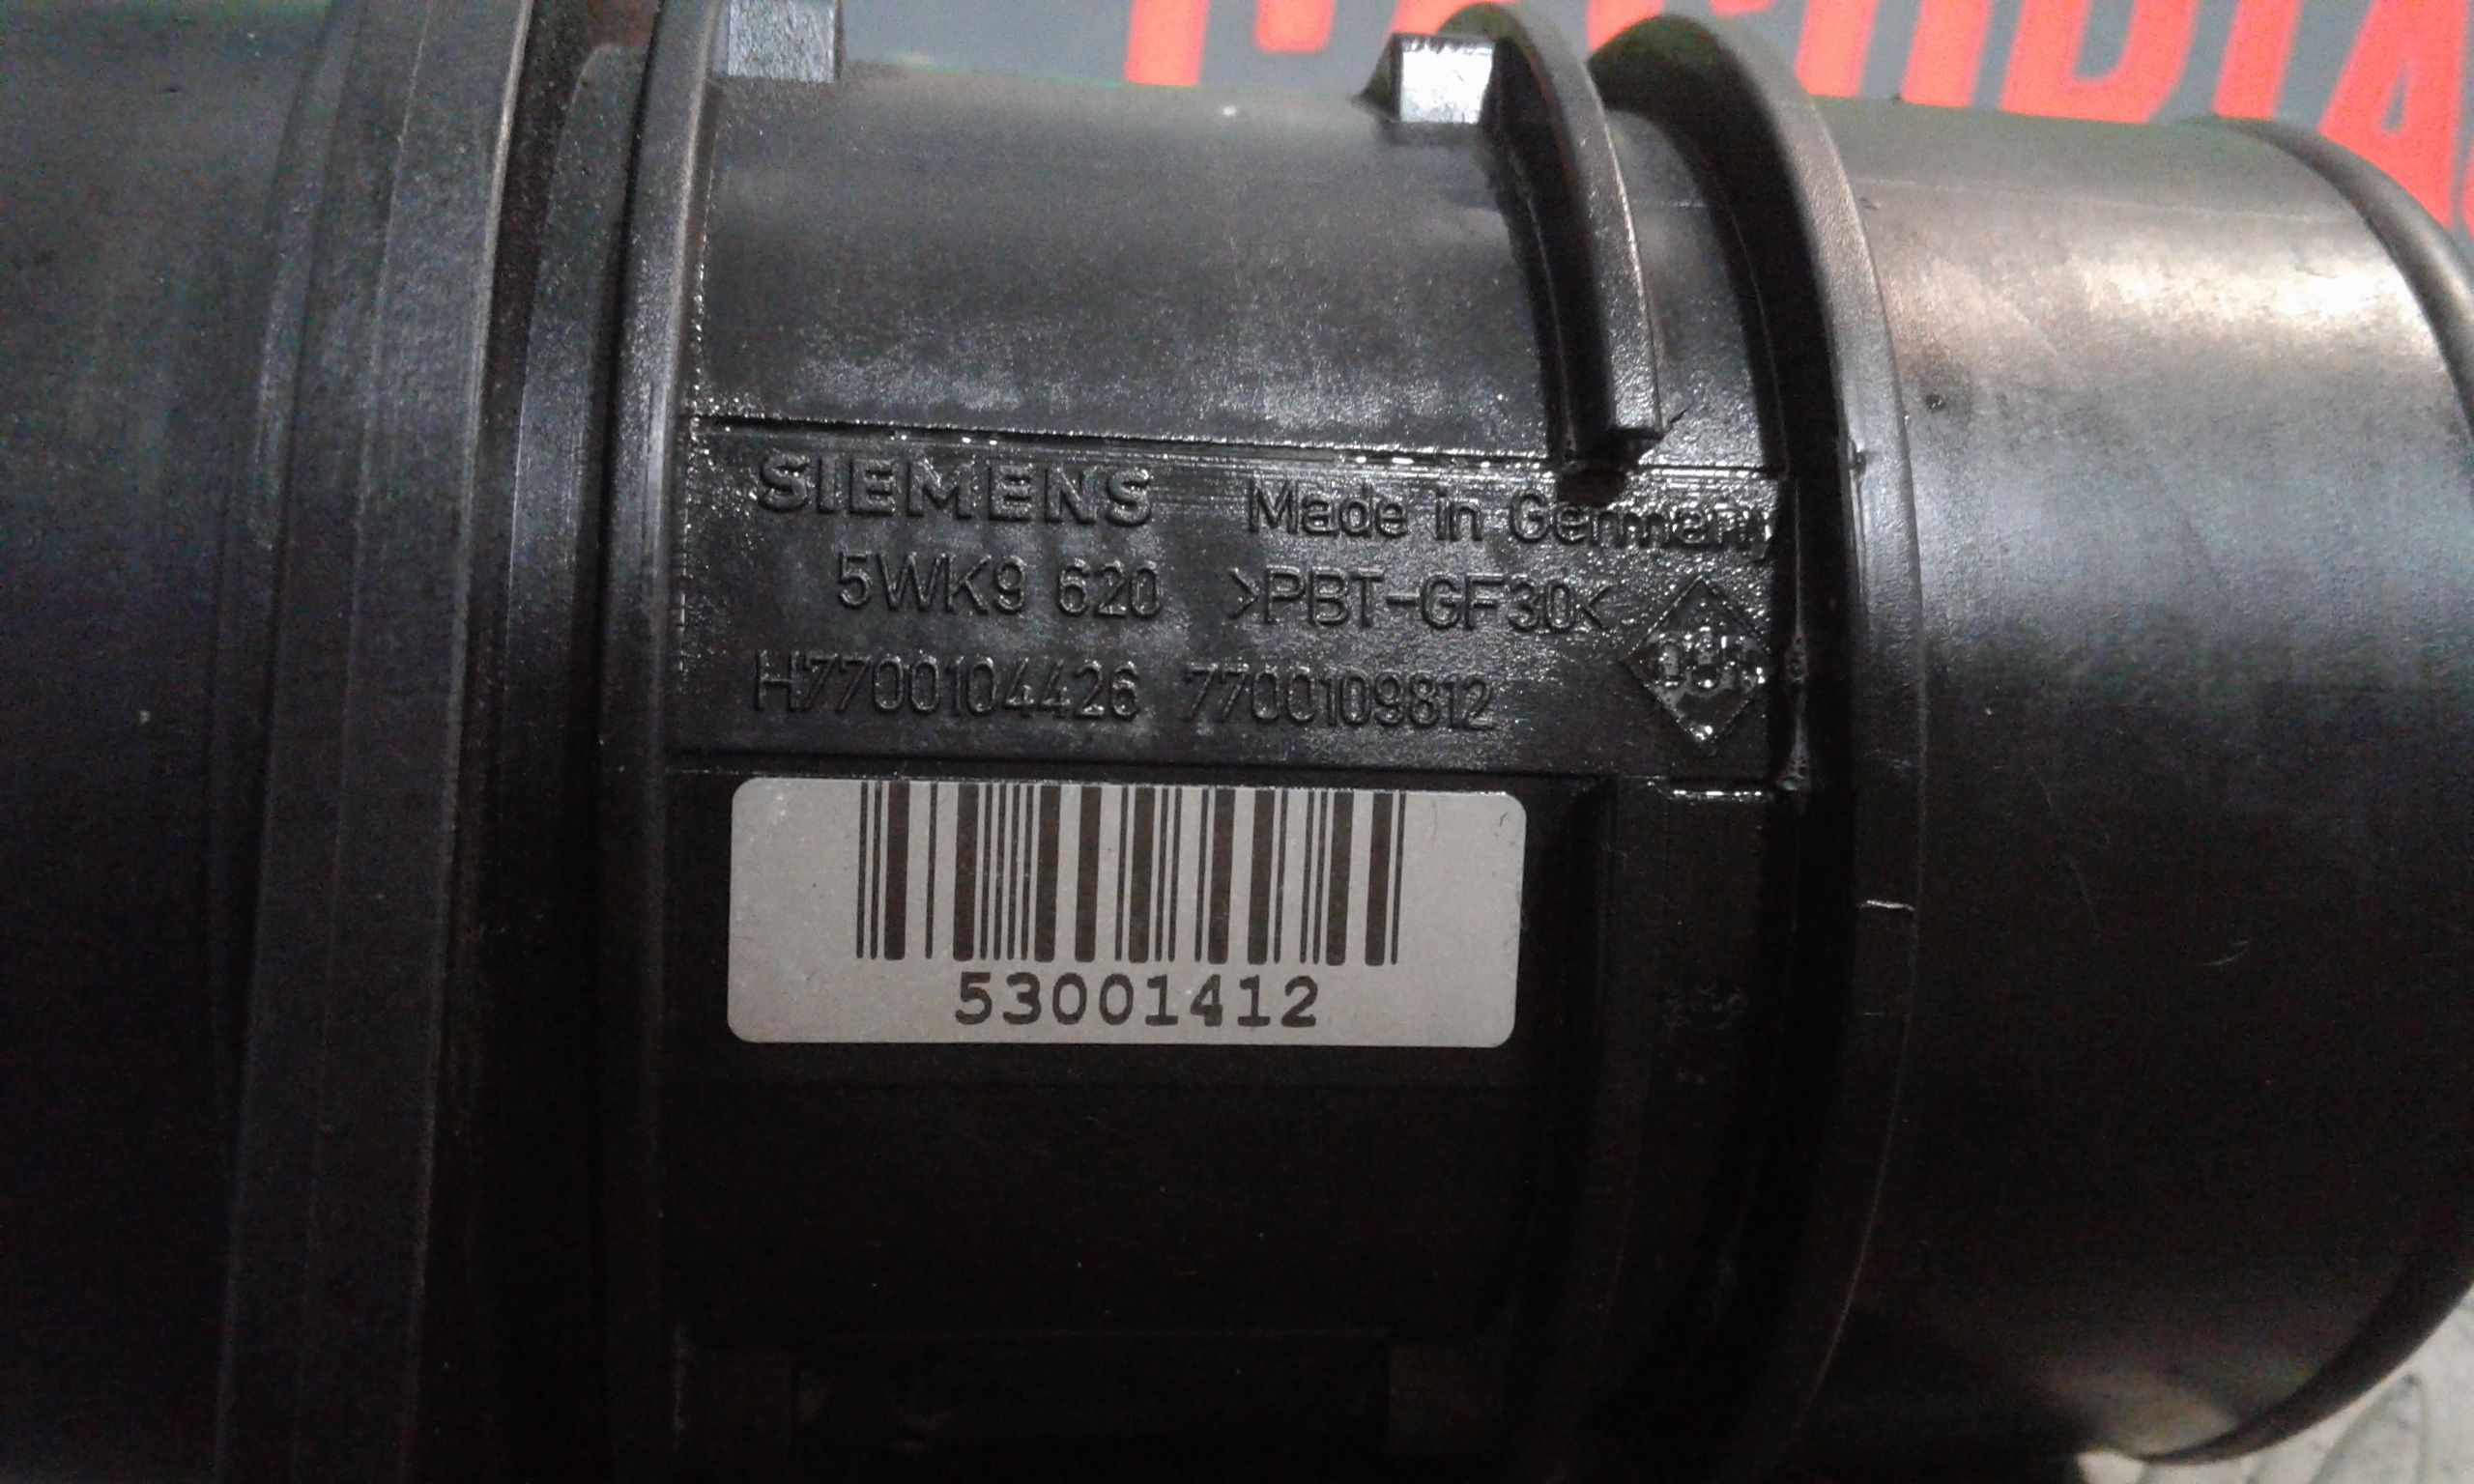 SIEMENS Made in Germany
5WK9 620 >PBT-GF30<
H7700104426 7700109812
53001412